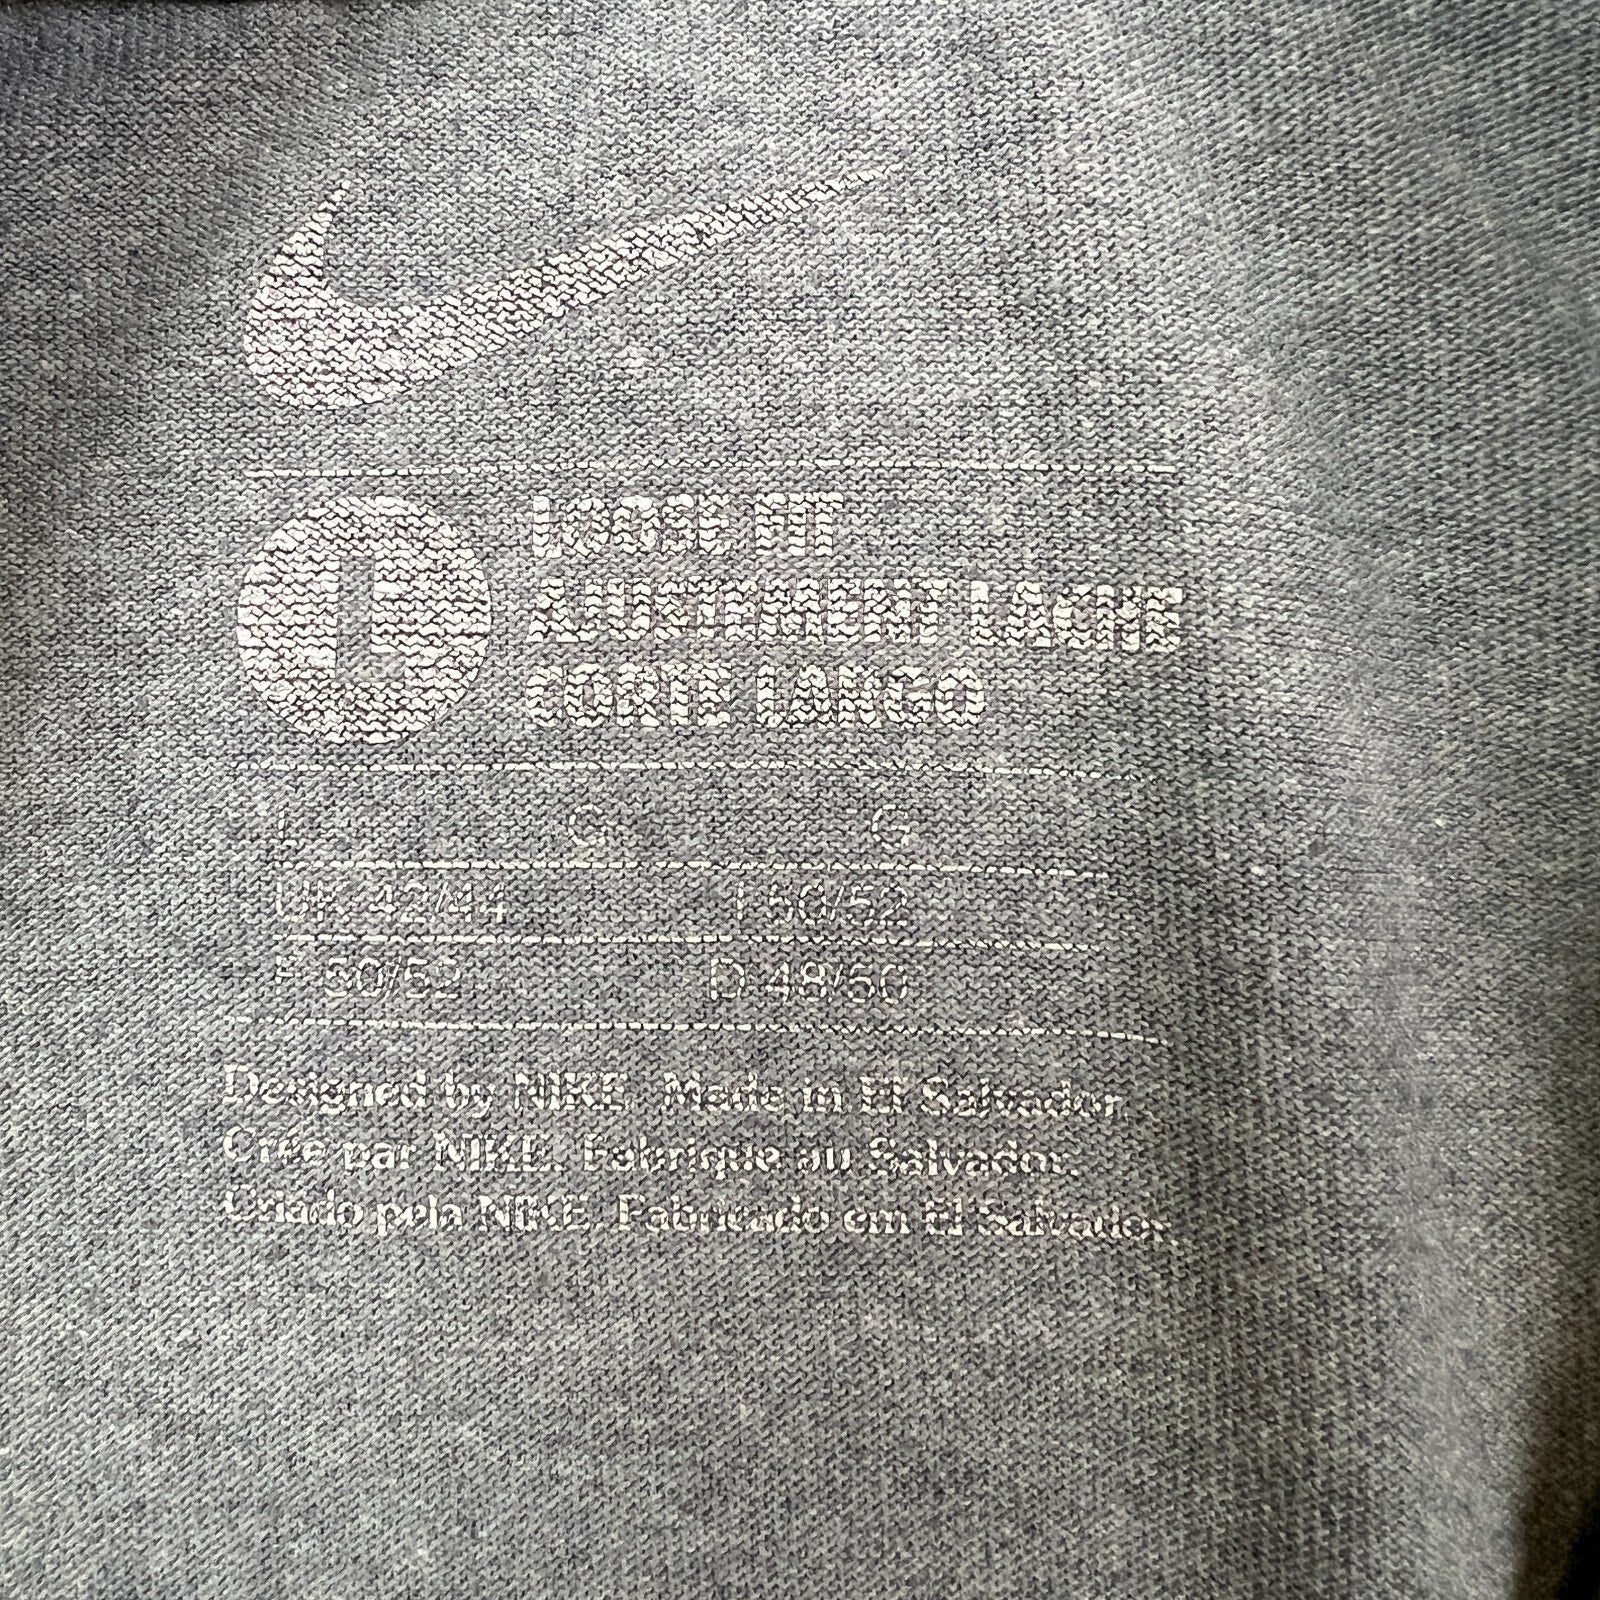 L
LOOSE FIT
AJUSTEMENT LACHE
CORTE LARGO
L G G
UK 42/44 I 50/52
F 50/52 D 48/50
Designed by NIKE. Made in El Salvador.
Créé par NIKE. Fabriqué au Salvador.
Criado pela NIKE. Fabricado em El Salvador.